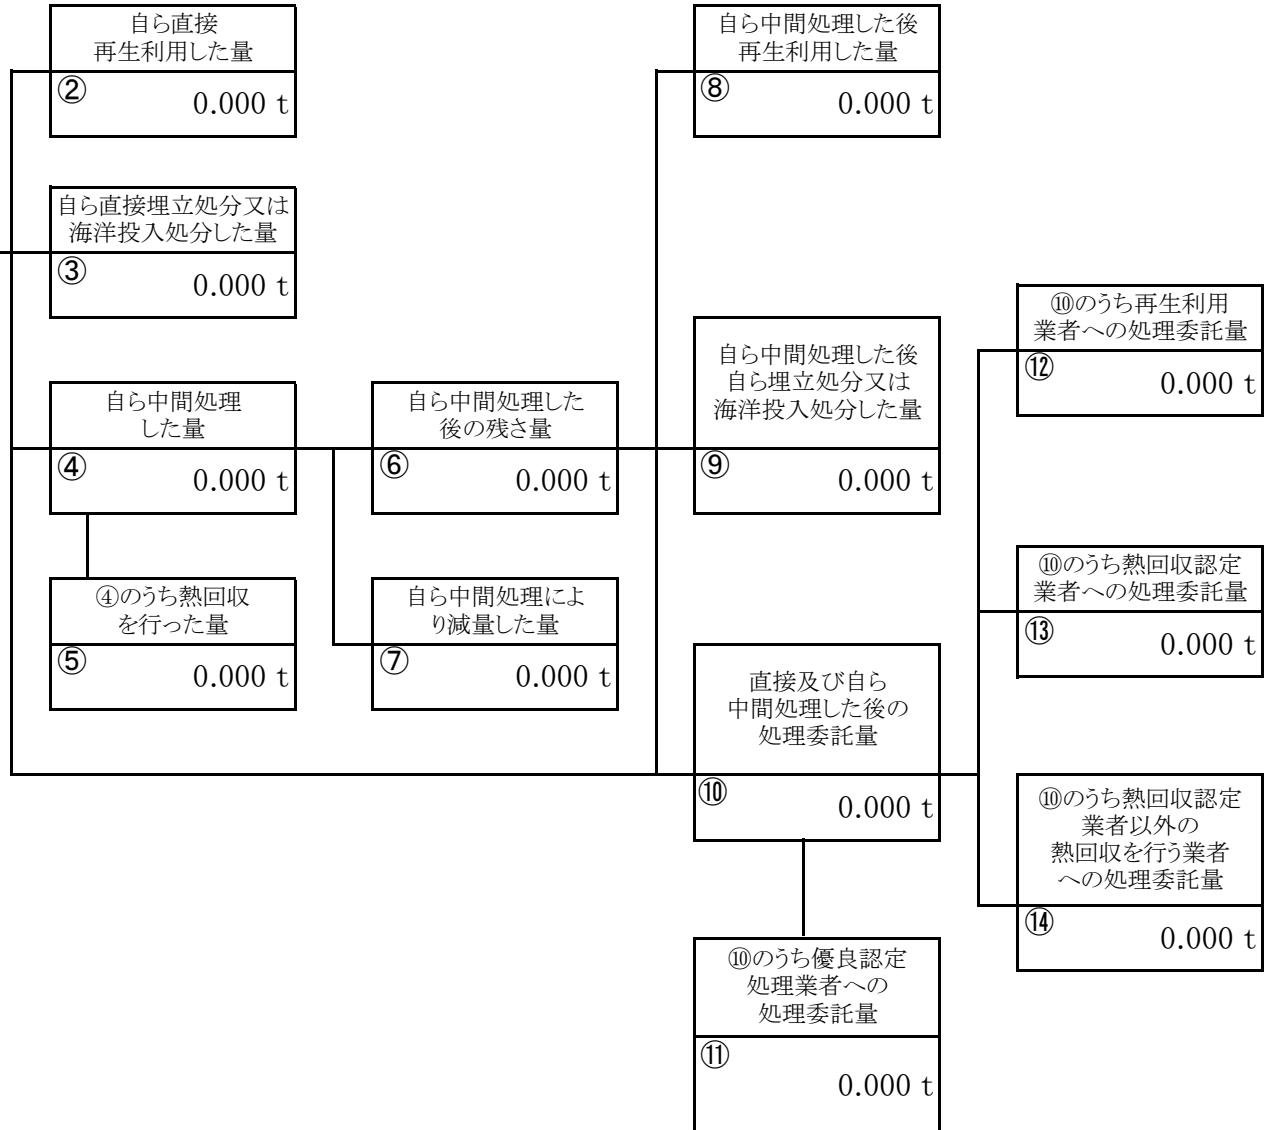 自ら直接
再生利用した量
②
0.000 t
自ら直接埋立処分又は
海洋投入処分した量
③
0.000 t
自ら中間処理
した量
④
0.000 t
④のうち熱回収
を行った量
⑤
0.000 t
自ら中間処理した
後の残さ量
⑥
0.000 t
自ら中間処理によ
り減量した量
⑦
0.000 t
自ら中間処理した後
再生利用した量
⑧
0.000 t
自ら中間処理した後
自ら埋立処分又は
海洋投入処分した量
⑨
0.000 t
直接及び自ら
中間処理した後の
処理委託量
⑩
0.000 t
⑩のうち優良認定
処理業者への
処理委託量
⑪
0.000 t
⑩のうち再生利用
業者への処理委託量
⑫
0.000 t
⑩のうち熱回収認定
業者への処理委託量
⑬
0.000 t
⑩のうち熱回収認定
業者以外の
熱回収を行う業者
への処理委託量
⑭
0.000 t